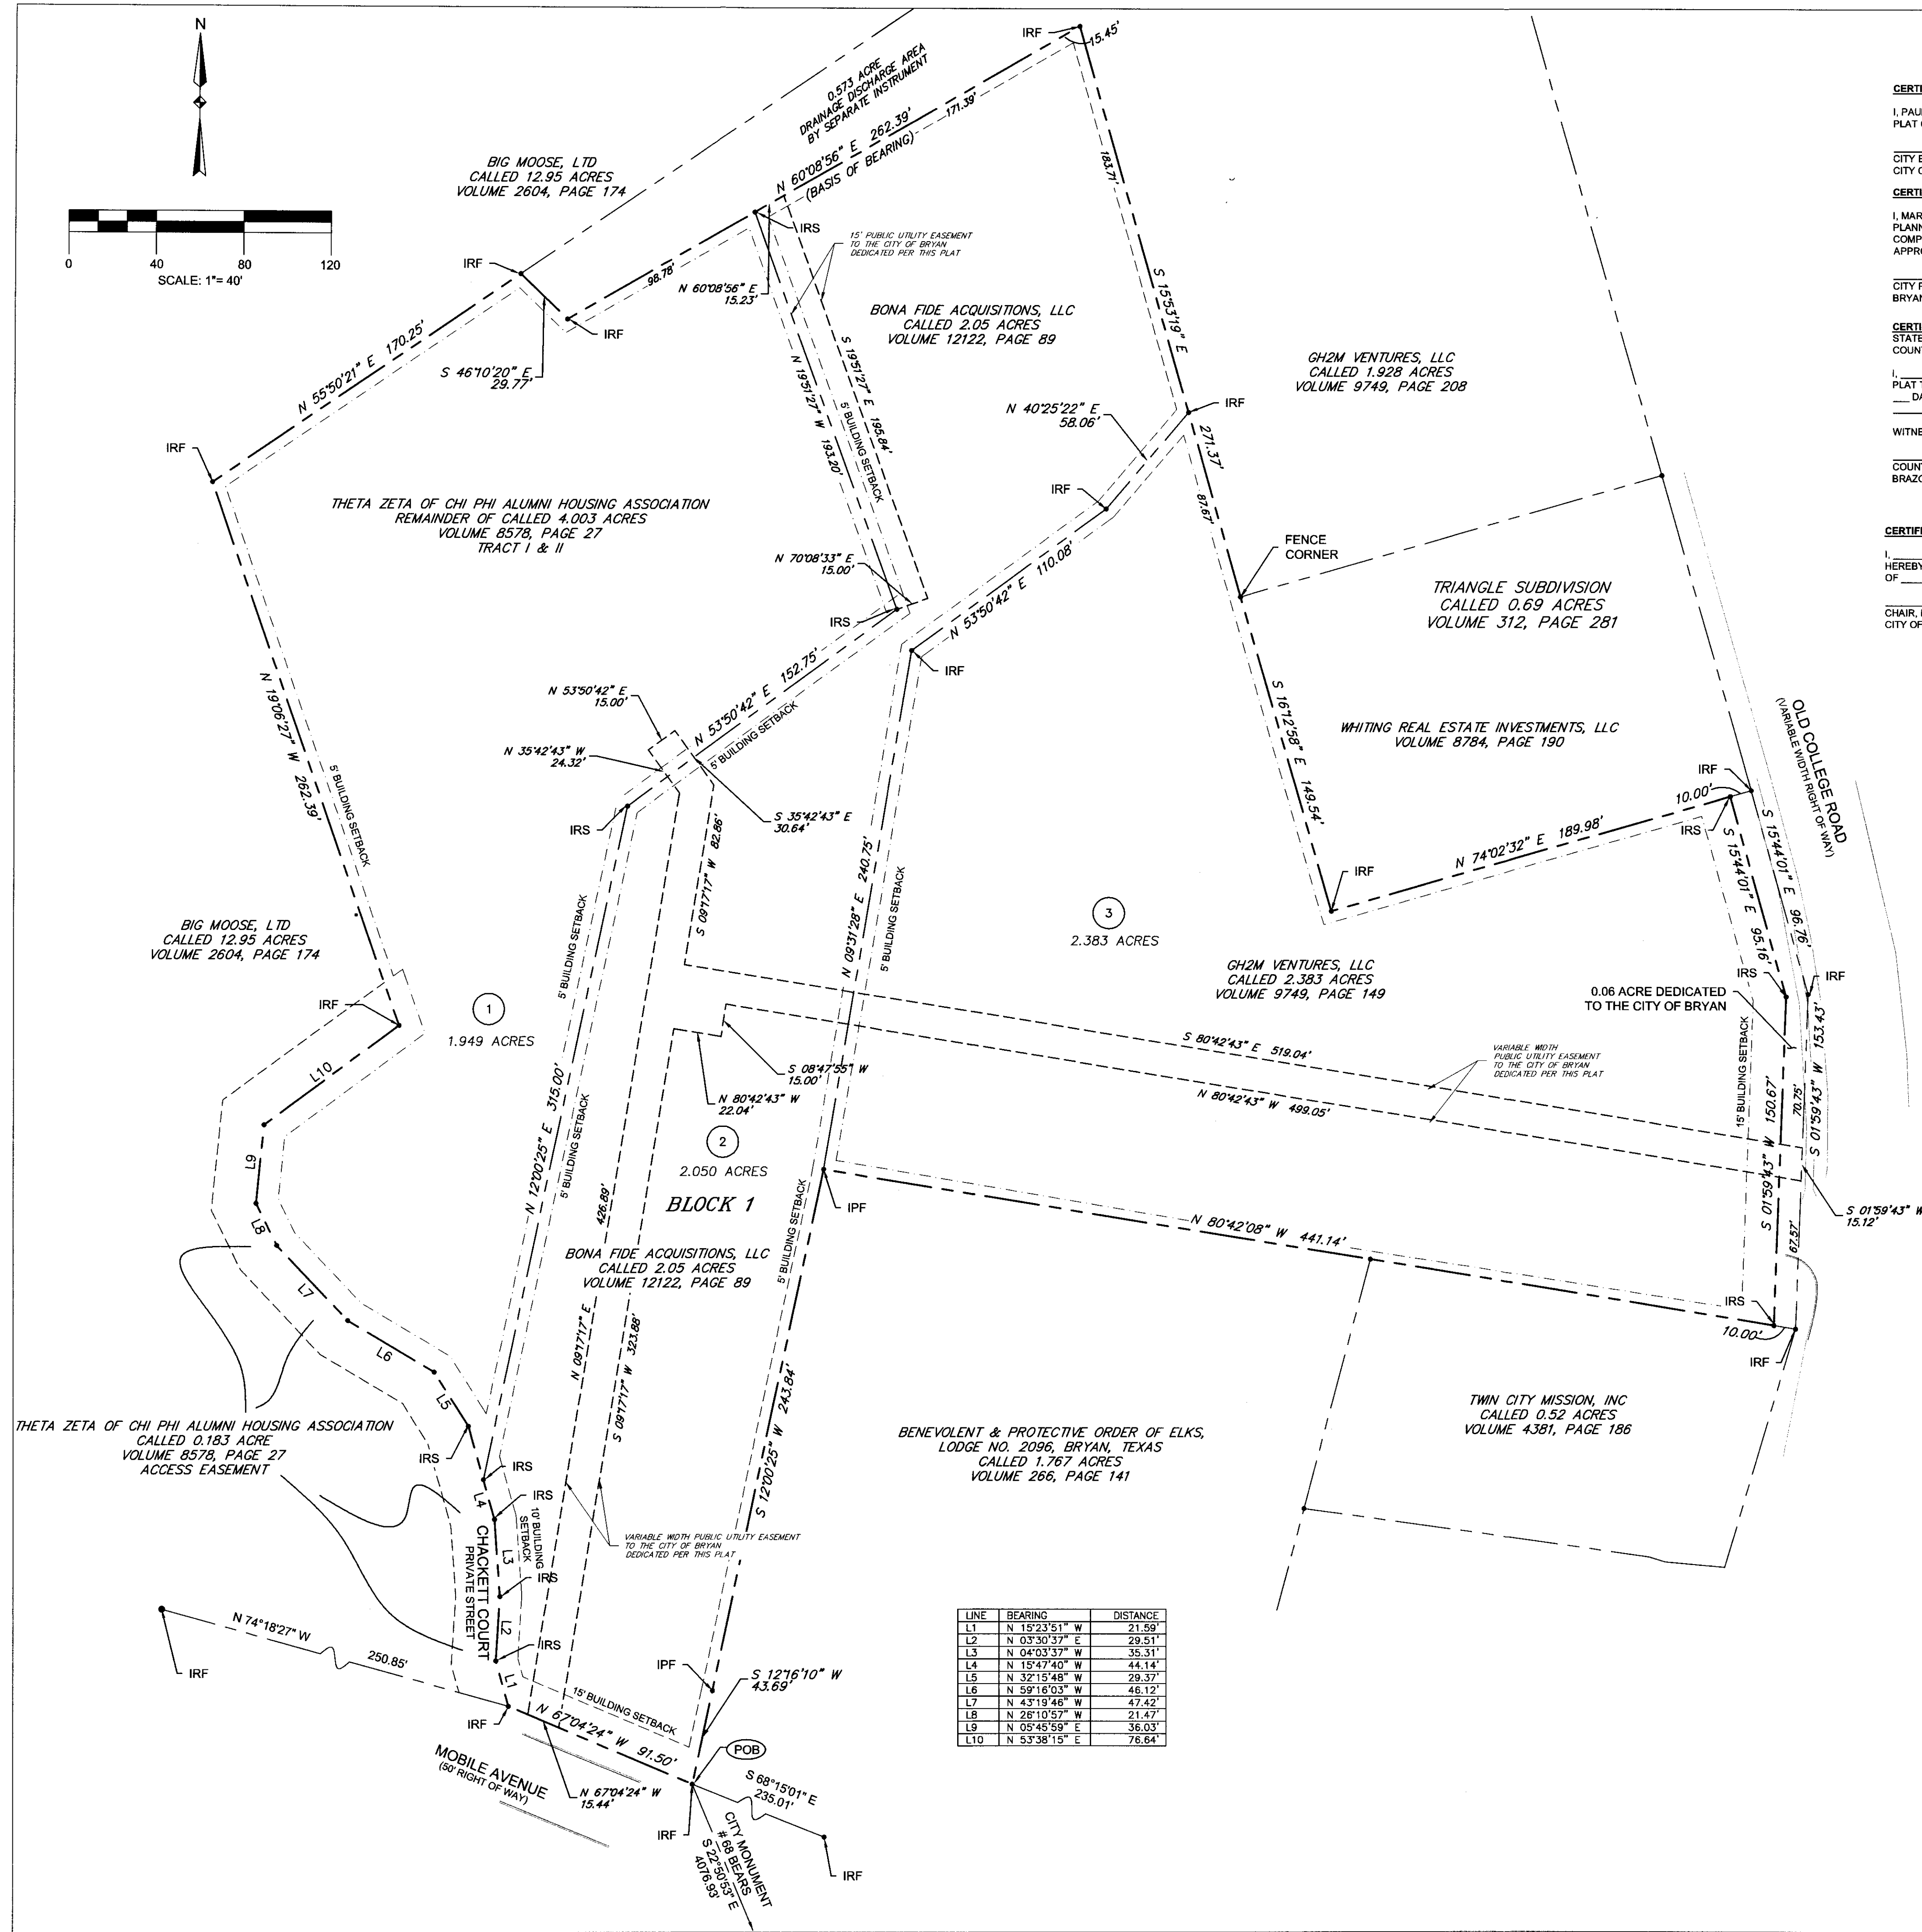 N
0 40 80 120
SCALE: 1"= 40'
BIG MOOSE, LTD
CALLED 12.95 ACRES
VOLUME 2604, PAGE 174
0.573 ACRE
DRAINAGE DISCHARGE AREA
BY SEPARATE INSTRUMENT
N 60°08'56" E 262.39'
(BASIS OF BEARING)
171.39'
IRF
15.45'
183.71'
S 15°53'19" E
271.37'
IRF
IRS
98.78'
IRF
S 46°10'20" E
29.77'
IRF
N 55°50'21" E 170.25'
IRF
N 60°08'56" E
15.23'
15' PUBLIC UTILITY EASEMENT
TO THE CITY OF BRYAN
DEDICATED PER THIS PLAT
BONA FIDE ACQUISITIONS, LLC
CALLED 2.05 ACRES
VOLUME 12122, PAGE 89
GH2M VENTURES, LLC
CALLED 1.928 ACRES
VOLUME 9749, PAGE 208
S 19°51'27" E 195.84'
5' BUILDING SETBACK
N 19°51'27" W 193.20'
N 40°25'22" E
58.06'
IRF
87.67'
THETA ZETA OF CHI PHI ALUMNI HOUSING ASSOCIATION
REMAINDER OF CALLED 4.003 ACRES
VOLUME 8578, PAGE 27
TRACT I & II
N 70°08'33" E
15.00'
IRS
N 53°50'42" E 110.08'
IRF
FENCE
CORNER
TRIANGLE SUBDIVISION
CALLED 0.69 ACRES
VOLUME 312, PAGE 281
N 53°50'42" E
15.00'
N 53°50'42" E 152.75'
5' BUILDING SETBACK
N 35°42'43" W
24.32'
S 35°42'43" E
30.64'
IRS
N 19°06'27" W 262.39'
5' BUILDING SETBACK
S 09°17'17" W 82.86'
N 09°31'28" E 240.75'
5' BUILDING SETBACK
S 16°12'58" E 149.54'
WHITING REAL ESTATE INVESTMENTS, LLC
VOLUME 8784, PAGE 190
OLD COLLEGE ROAD
(VARIABLE WIDTH RIGHT OF WAY)
IRF
10.00'
IRS
N 74°02'32" E 189.98'
IRF
S 15°44'01" E 96.76'
S 15°44'01" E 95.16'
3
2.383 ACRES
GH2M VENTURES, LLC
CALLED 2.383 ACRES
VOLUME 9749, PAGE 149
IRS
IRF
0.06 ACRE DEDICATED
TO THE CITY OF BRYAN
BIG MOOSE, LTD
CALLED 12.95 ACRES
VOLUME 2604, PAGE 174
IRF
1
1.949 ACRES
5' BUILDING SETBACK
N 12°00'25" E 315.00'
5' BUILDING SETBACK
S 80°42'43" E 519.04'
VARIABLE WIDTH
PUBLIC UTILITY EASEMENT
TO THE CITY OF BRYAN
DEDICATED PER THIS PLAT
N 80°42'43" W 499.05'
S 08°47'55" W
15.00'
N 80°42'43" W
22.04'
15' BUILDING SETBACK
S 01°59'43" W 150.67'
70.75'
S 01°59'43" W 153.43'
S 01°59'43" W
15.12'
67.57'
2
2.050 ACRES
BLOCK 1
IPF
N 80°42'08" W 441.14'
IRS
10.00'
IRF
BONA FIDE ACQUISITIONS, LLC
CALLED 2.05 ACRES
VOLUME 12122, PAGE 89
426.89'
N 09°17'17" E
S 09°17'17" W 323.88'
5' BUILDING SETBACK
S 12°00'25" W 243.84'
L10
L9
L8
L7
L6
L5
THETA ZETA OF CHI PHI ALUMNI HOUSING ASSOCIATION
CALLED 0.183 ACRE
VOLUME 8578, PAGE 27
ACCESS EASEMENT
BENEVOLENT & PROTECTIVE ORDER OF ELKS,
LODGE NO. 2096, BRYAN, TEXAS
CALLED 1.767 ACRES
VOLUME 266, PAGE 141
TWIN CITY MISSION, INC
CALLED 0.52 ACRES
VOLUME 4381, PAGE 186
IRS
IRS
L4
IRS
10' BUILDING
SETBACK
CHACKETT COURT
PRIVATE STREET
L3
IRS
L2
IRS
L1
VARIABLE WIDTH PUBLIC UTILITY EASEMENT
TO THE CITY OF BRYAN
DEDICATED PER THIS PLAT
N 74°18'27" W
250.85'
IRF
IRF
IPF
S 12°16'10" W
43.69'
15' BUILDING SETBACK
N 67°04'24" W 91.50'
POB
MOBILE AVENUE
(50' RIGHT OF WAY)
N 67°04'24" W
15.44'
S 68°15'01" E
235.01'
IRF
IRF
CITY MONUMENT
# 68 BEARS
S 22°50'53" E
4076.93'
LINE BEARING DISTANCE
L1 N 15°23'51" W 21.59'
L2 N 03°30'37" E 29.51'
L3 N 04°03'37" W 35.31'
L4 N 15°47'40" W 44.14'
L5 N 32°15'48" W 29.37'
L6 N 59°16'03" W 46.12'
L7 N 43°19'46" W 47.42'
L8 N 26°10'57" W 21.47'
L9 N 05°45'59" E 36.03'
L10 N 53°38'15" E 76.64'
I,
PLAT
CITY
WITNE
COUNT
BRAZO
CERTIF
I,
HEREBY
OF
CHAIR,
CITY OF